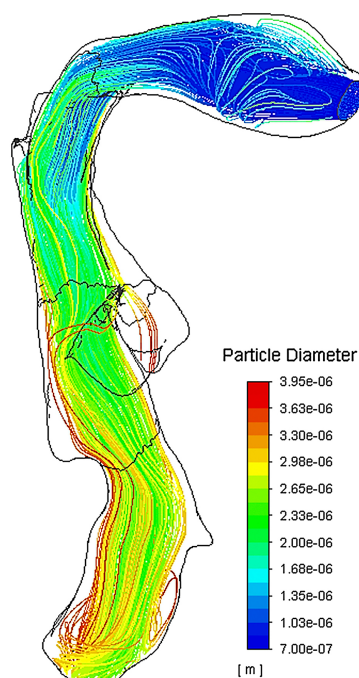 Particle Diameter
3.95e-06
3.63e-06
3.30e-06
2.98e-06
2.65e-06
2.33e-06
2.00e-06
1.68e-06
1.35e-06
1.03e-06
7.00e-07
[ m ]